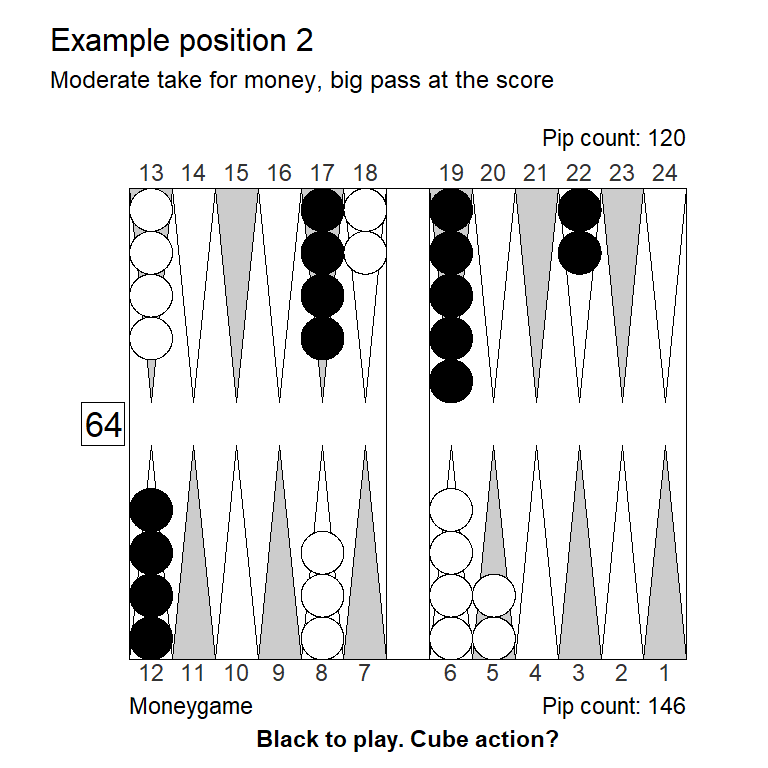 Example position 2
Moderate take for money, big pass at the score
Pip count: 120
13 14 15 16 17 18 19 20 21 22 23 24
64
12 11 10 9 8 7 6 5 4 3 2 1
Moneygame Pip count: 146
Black to play. Cube action?